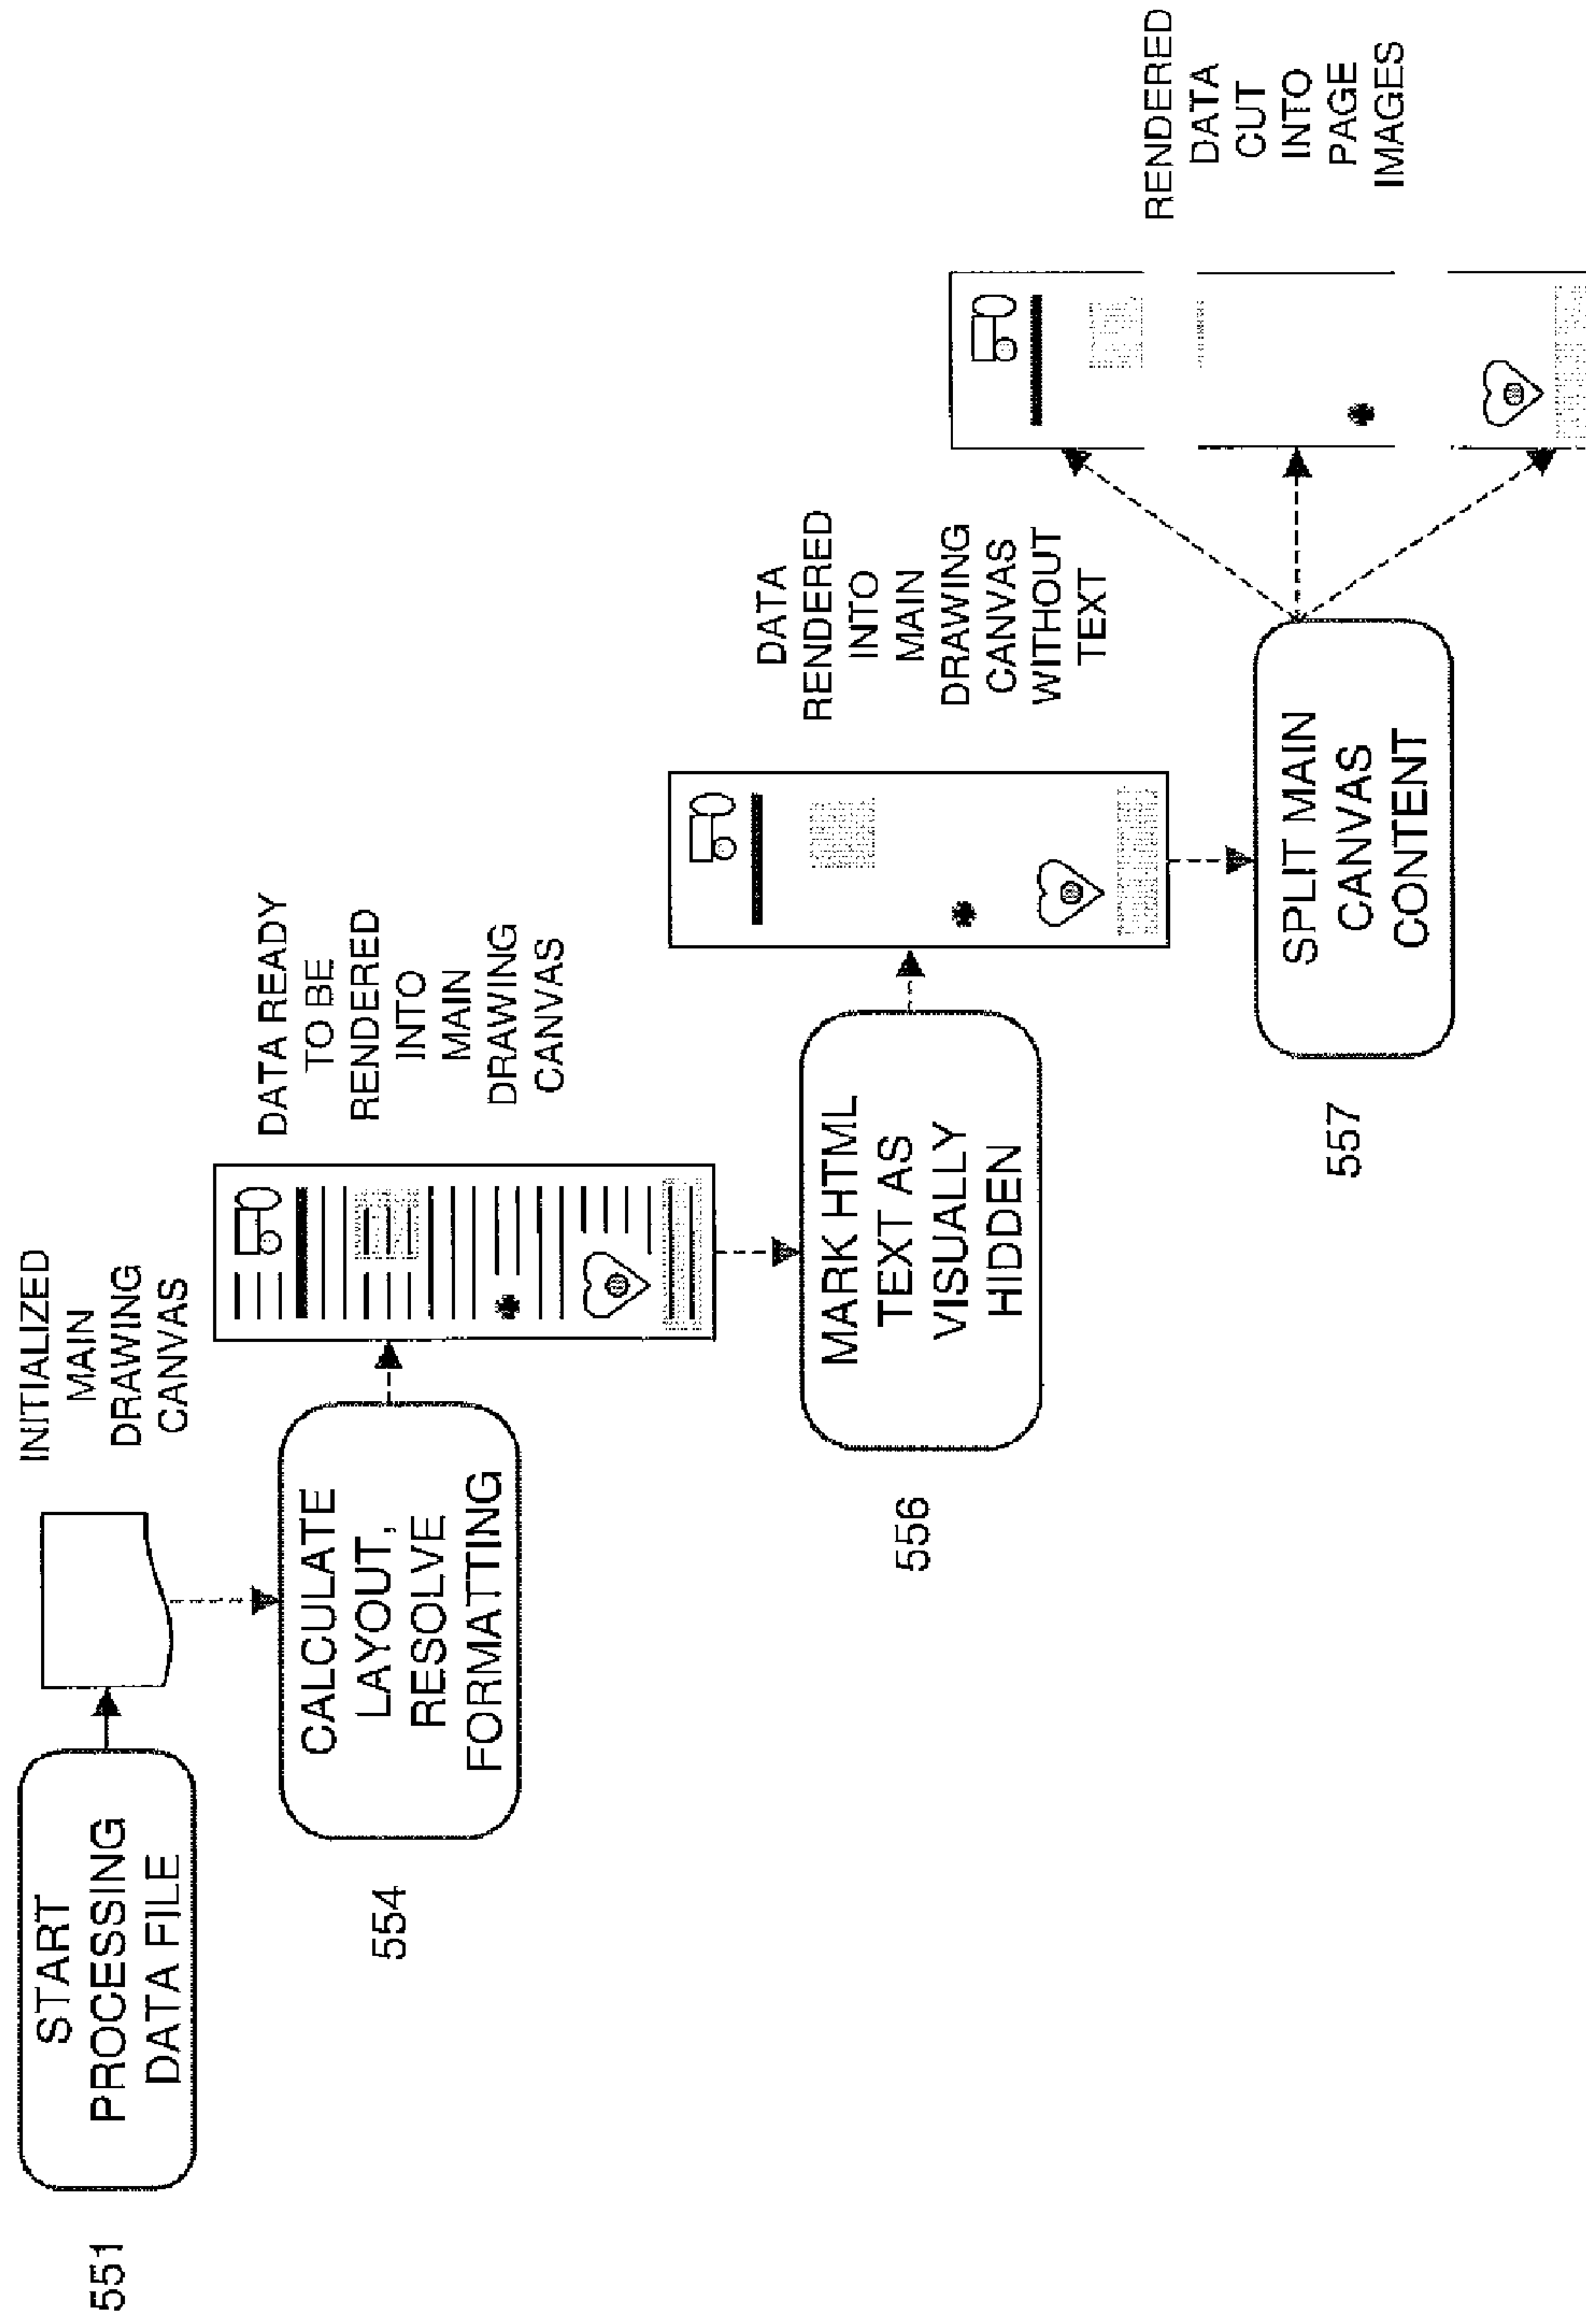 551
START
PROCESSING
DATA FILE
INITIALIZED
MAIN
DRAWING
CANVAS
554
CALCULATE
LAYOUT,
RESOLVE
FORMATTING
DATA READY
TO BE
RENDERED
INTO
MAIN
DRAWING
CANVAS
556
MARK HTML
TEXT AS
VISUALLY
HIDDEN
DATA
RENDERED
INTO
MAIN
DRAWING
CANVAS
WITHOUT
TEXT
557
SPLIT MAIN
CANVAS
CONTENT
RENDERED
DATA
CUT
INTO
PAGE
IMAGES